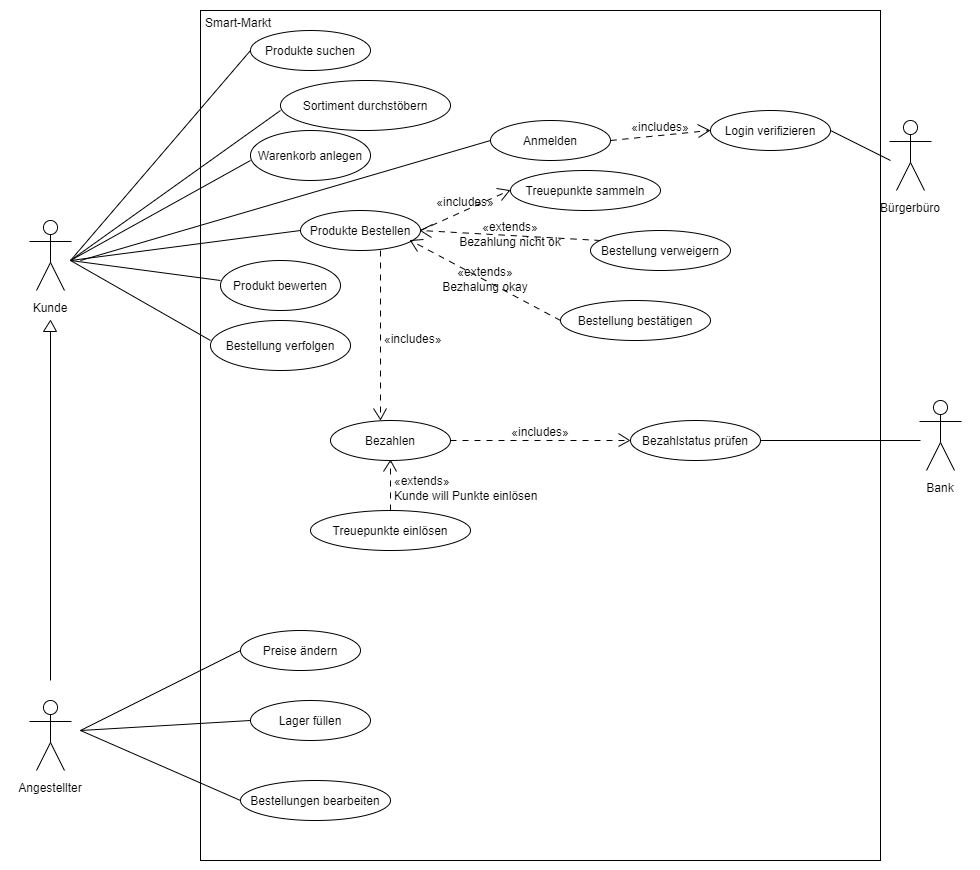 Smart-Markt
Produkte suchen
Sortiment durchstöbern
Warenkorb anlegen
Anmelden
«includes»
Login verifizieren
Bürgerbüro
Treuepunkte sammeln
«includes»
Produkte Bestellen
«extends»
Bezahlung nicht ok
Bestellung verweigern
«extends»
Bezhalung okay
Produkt bewerten
Kunde
Bestellung bestätigen
«includes»
Bestellung verfolgen
Bezahlen
«includes»
Bezahlstatus prüfen
Bank
«extends»
Kunde will Punkte einlösen
Treuepunkte einlösen
Preise ändern
Lager füllen
Angestellter
Bestellungen bearbeiten